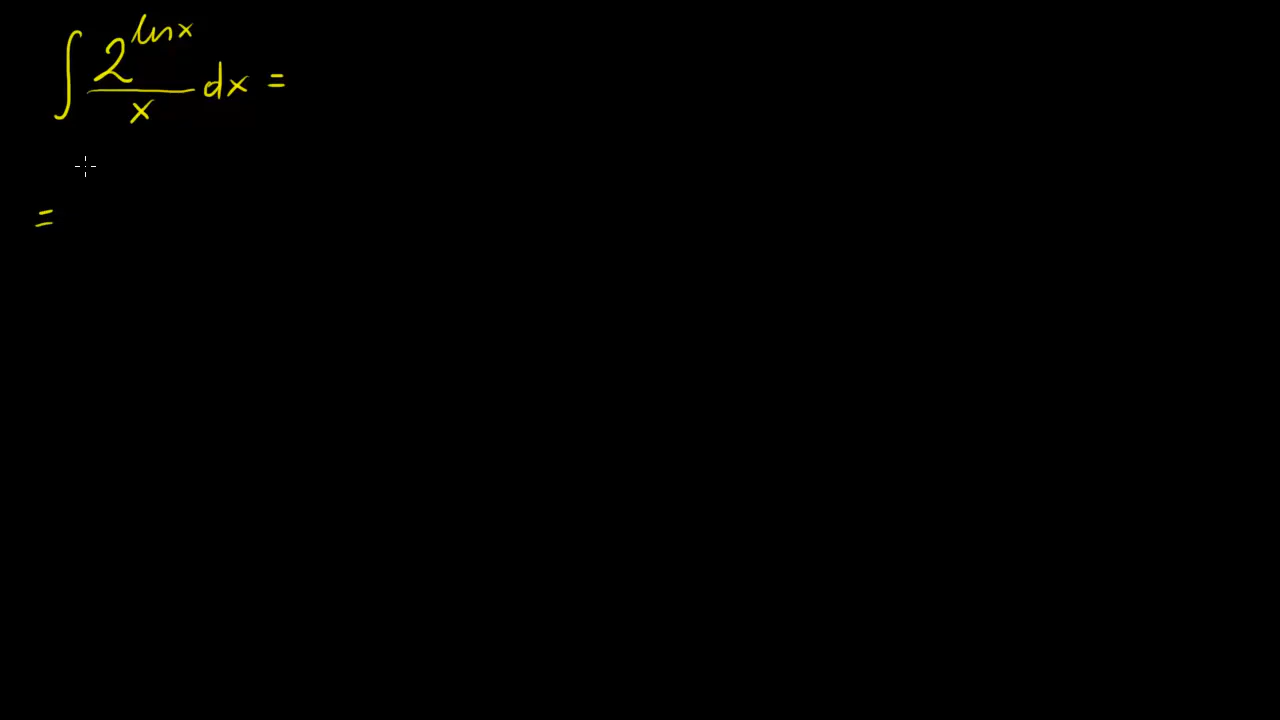 ∫ 2^{ln x} / x dx =
=